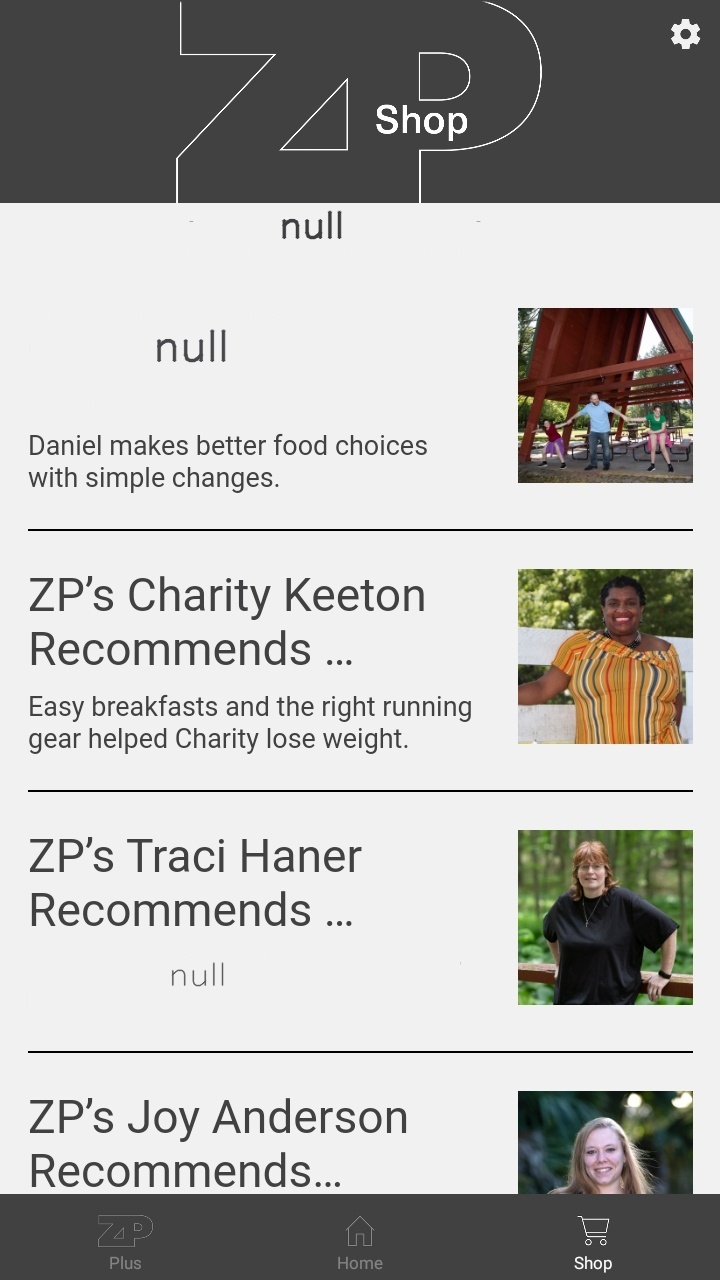 ZP
Shop
null
null
Daniel makes better food choices
with simple changes.
ZP’s Charity Keeton
Recommends ...
Easy breakfasts and the right running
gear helped Charity lose weight.
ZP’s Traci Haner
Recommends ...
null
ZP’s Joy Anderson
Recommends...
ZP
Plus
Home
Shop